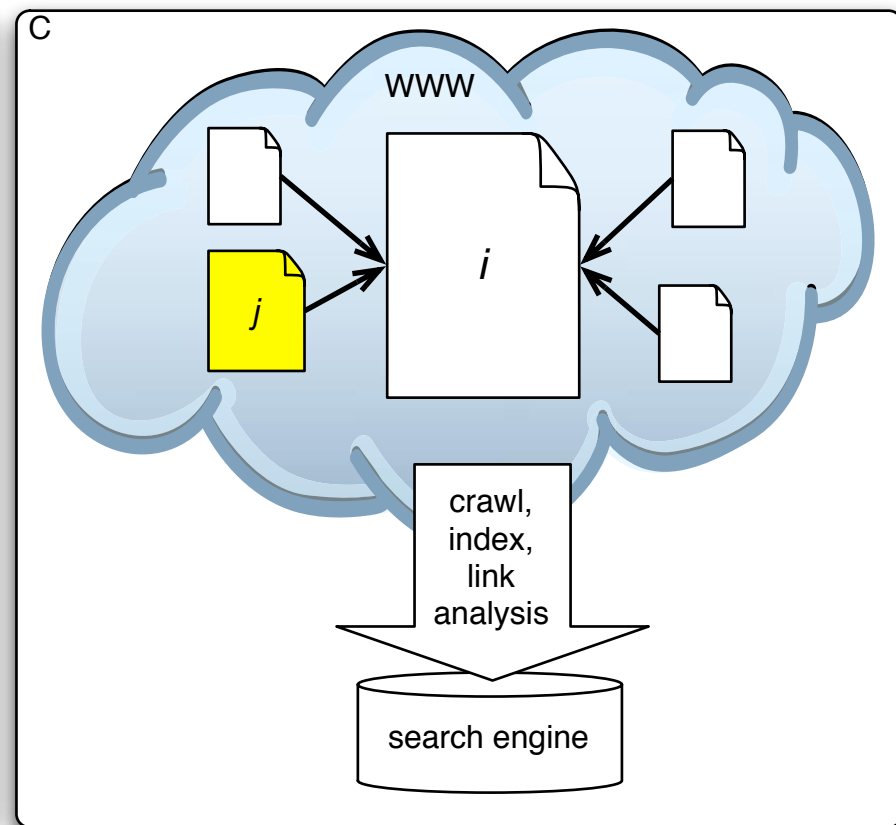 C
WWW
i
j
crawl,
index,
link
analysis
search engine